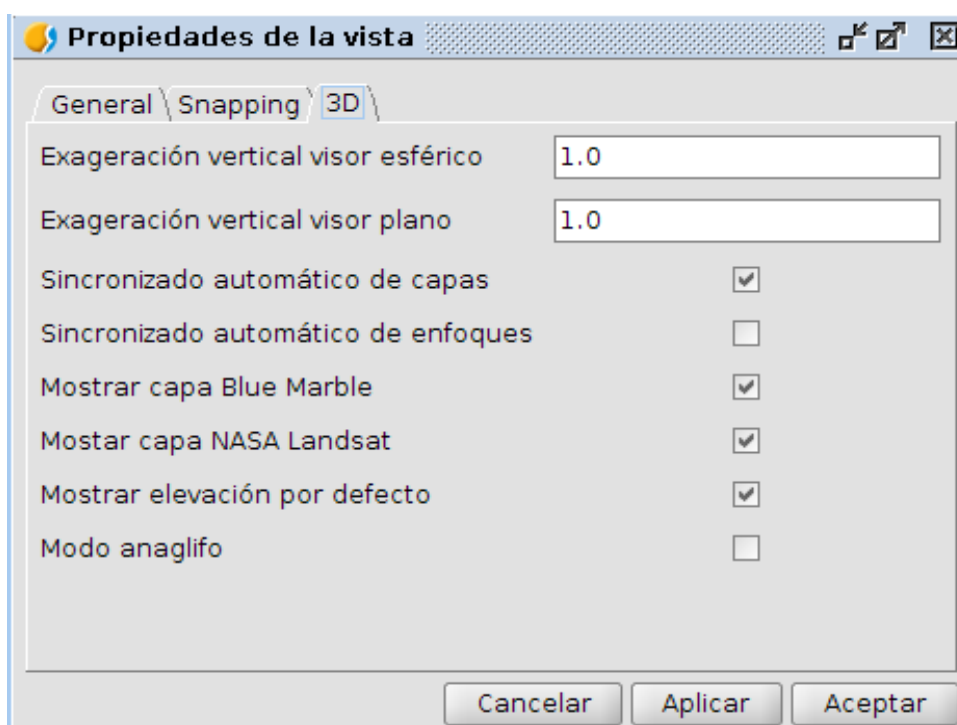 Propiedades de la vista
General Snapping 3D
Exageración vertical visor esférico 1.0
Exageración vertical visor plano 1.0
Sincronizado automático de capas
Sincronizado automático de enfoques
Mostrar capa Blue Marble
Mostar capa NASA Landsat
Mostrar elevación por defecto
Modo anaglifo
Cancelar Aplicar Aceptar